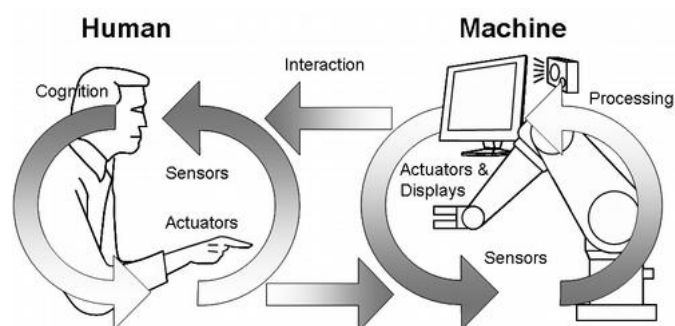 Human
Machine
Interaction
Cognition
Processing
Sensors
Actuators &
Displays
Actuators
Sensors